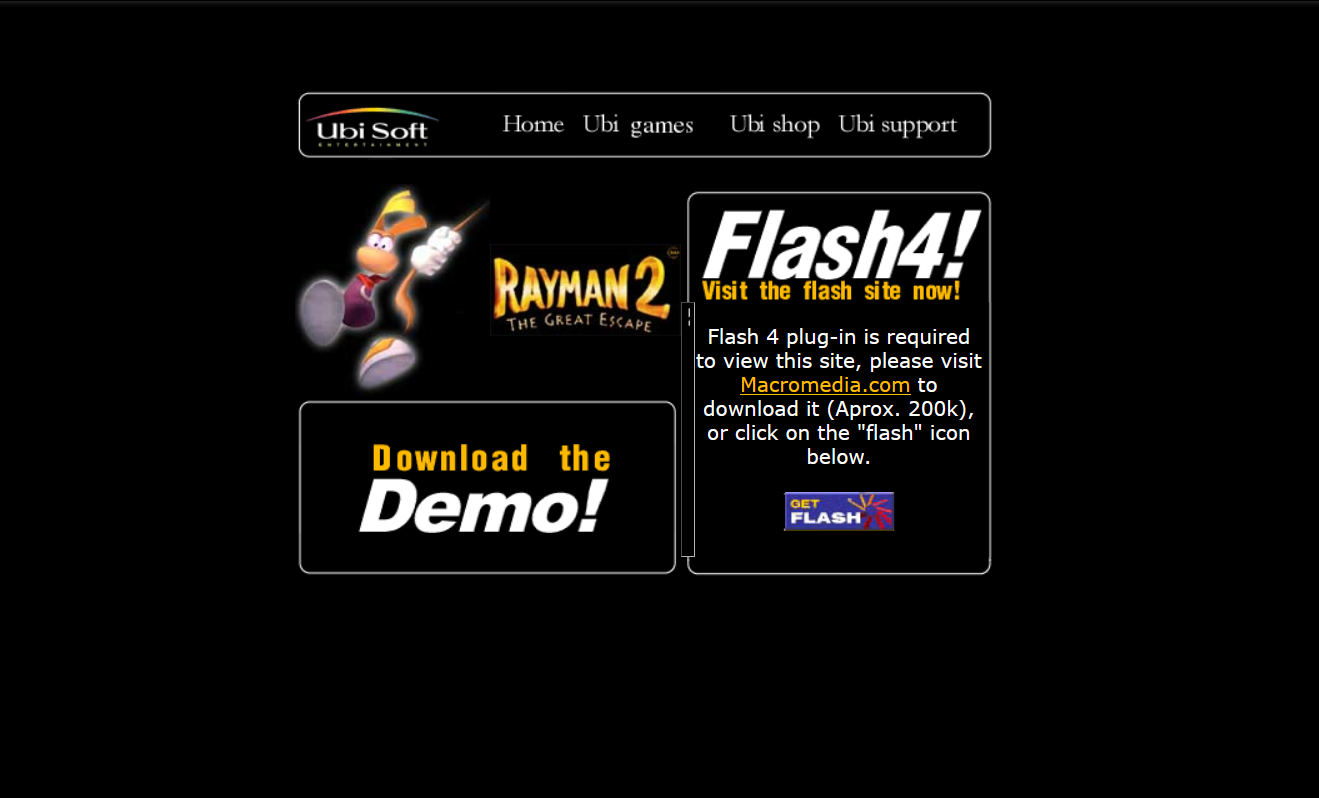 Ubi Soft
ENTERTAINMENT
Home Ubi games Ubi shop Ubi support
RAYMAN 2
THE GREAT ESCAPE
Flash4!
Visit the flash site now!
Flash 4 plug-in is required
to view this site, please visit
Macromedia.com to
download it (Aprox. 200k),
or click on the "flash" icon
below.
GET
FLASH
Download the
Demo!